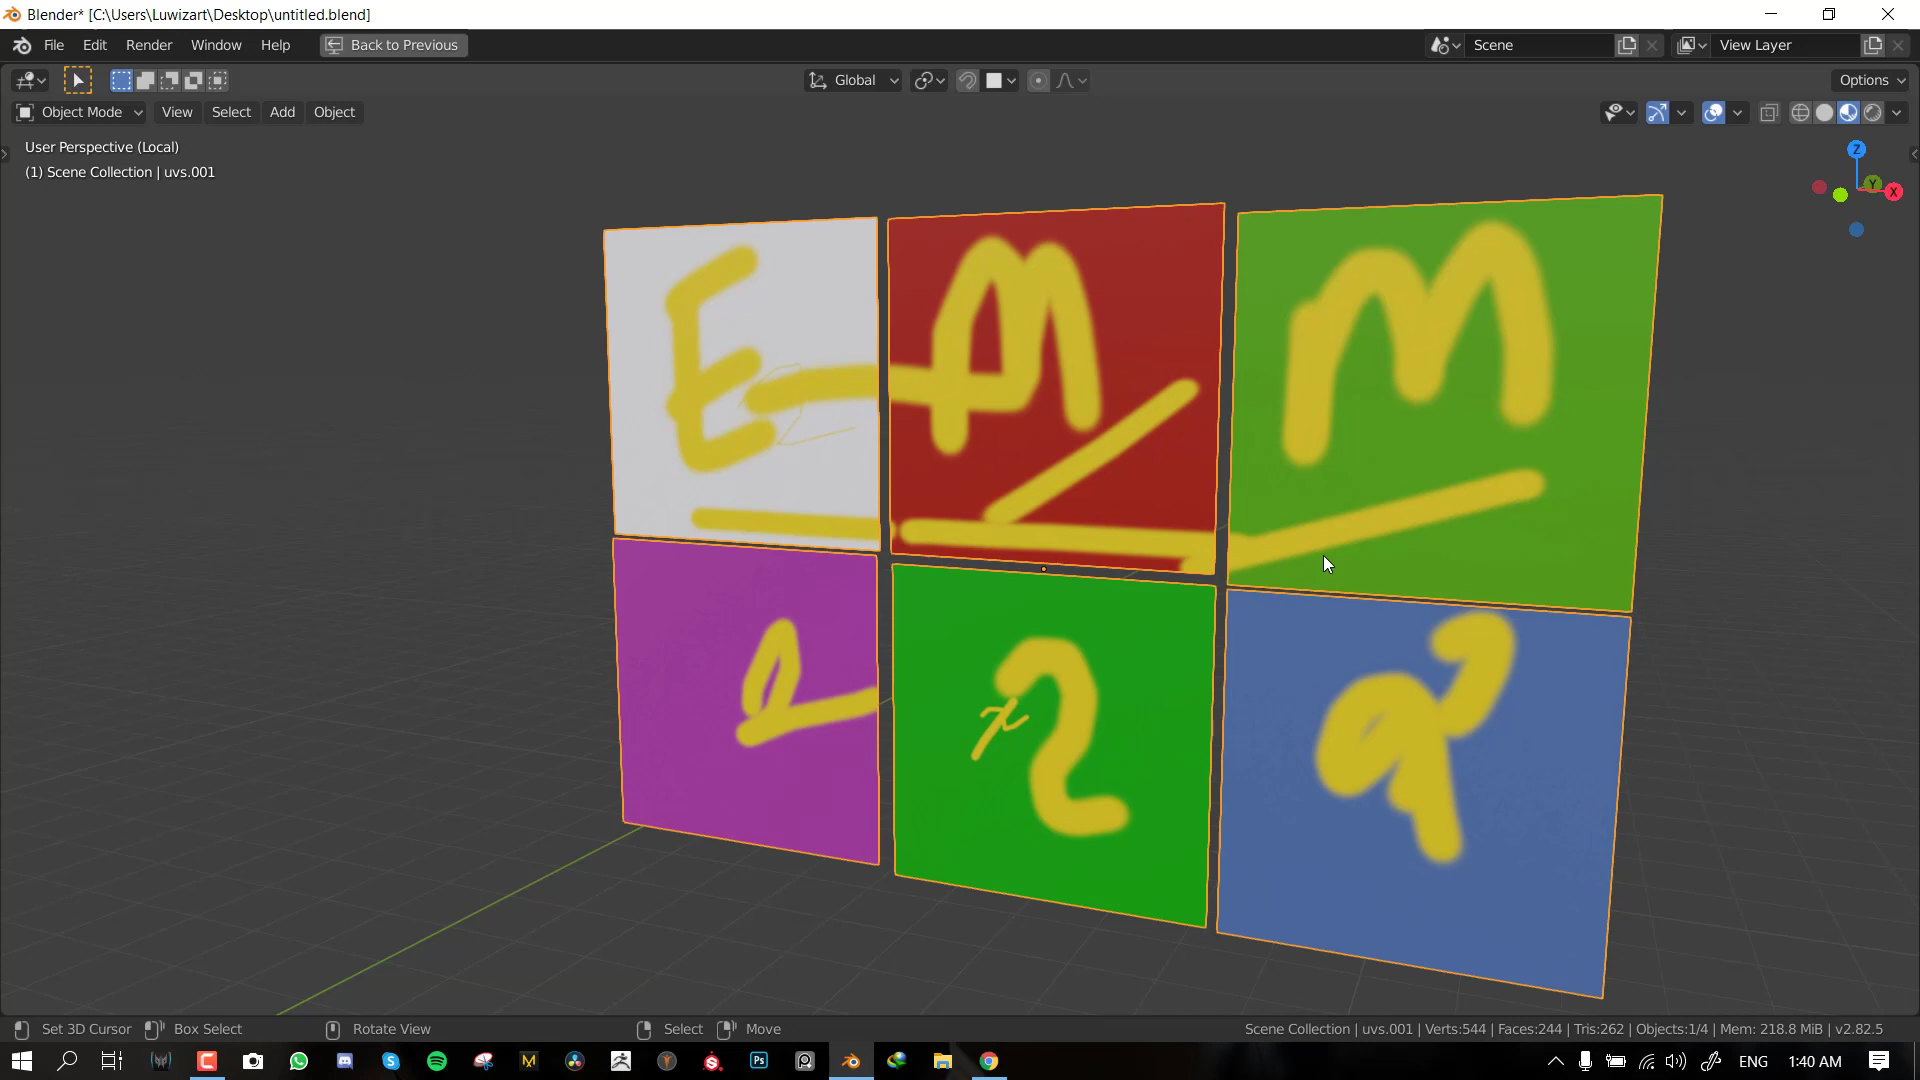 Blender* [C:\Users\Luwizart\Desktop\untitled.blend]
File Edit Render Window Help Back to Previous Scene View Layer
Global Options
Object Mode View Select Add Object
User Perspective (Local)
(1) Scene Collection | uvs.001
Z
Y
X
E
m
2
Set 3D Cursor Box Select Rotate View Select Move Scene Collection | uvs.001 | Verts:544 | Faces:244 | Tris:262 | Objects:1/4 | Mem: 218.8 MiB | v2.82.5
Ps ENG 1:40 AM